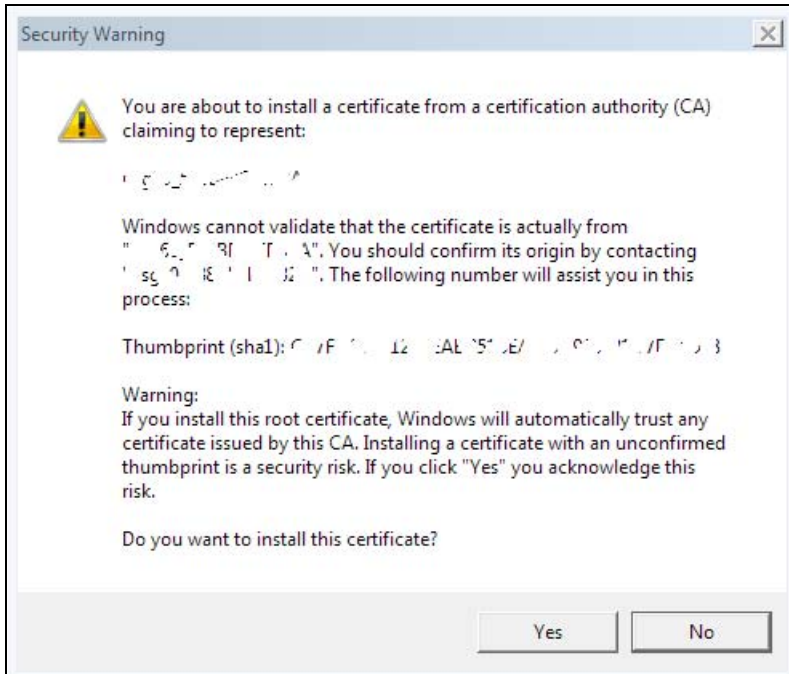 Security Warning
You are about to install a certificate from a certification authority (CA)
claiming to represent:
Windows cannot validate that the certificate is actually from
". You should confirm its origin by contacting
". The following number will assist you in this
process:
Thumbprint (sha1):
Warning:
If you install this root certificate, Windows will automatically trust any
certificate issued by this CA. Installing a certificate with an unconfirmed
thumbprint is a security risk. If you click "Yes" you acknowledge this
risk.
Do you want to install this certificate?
Yes
No